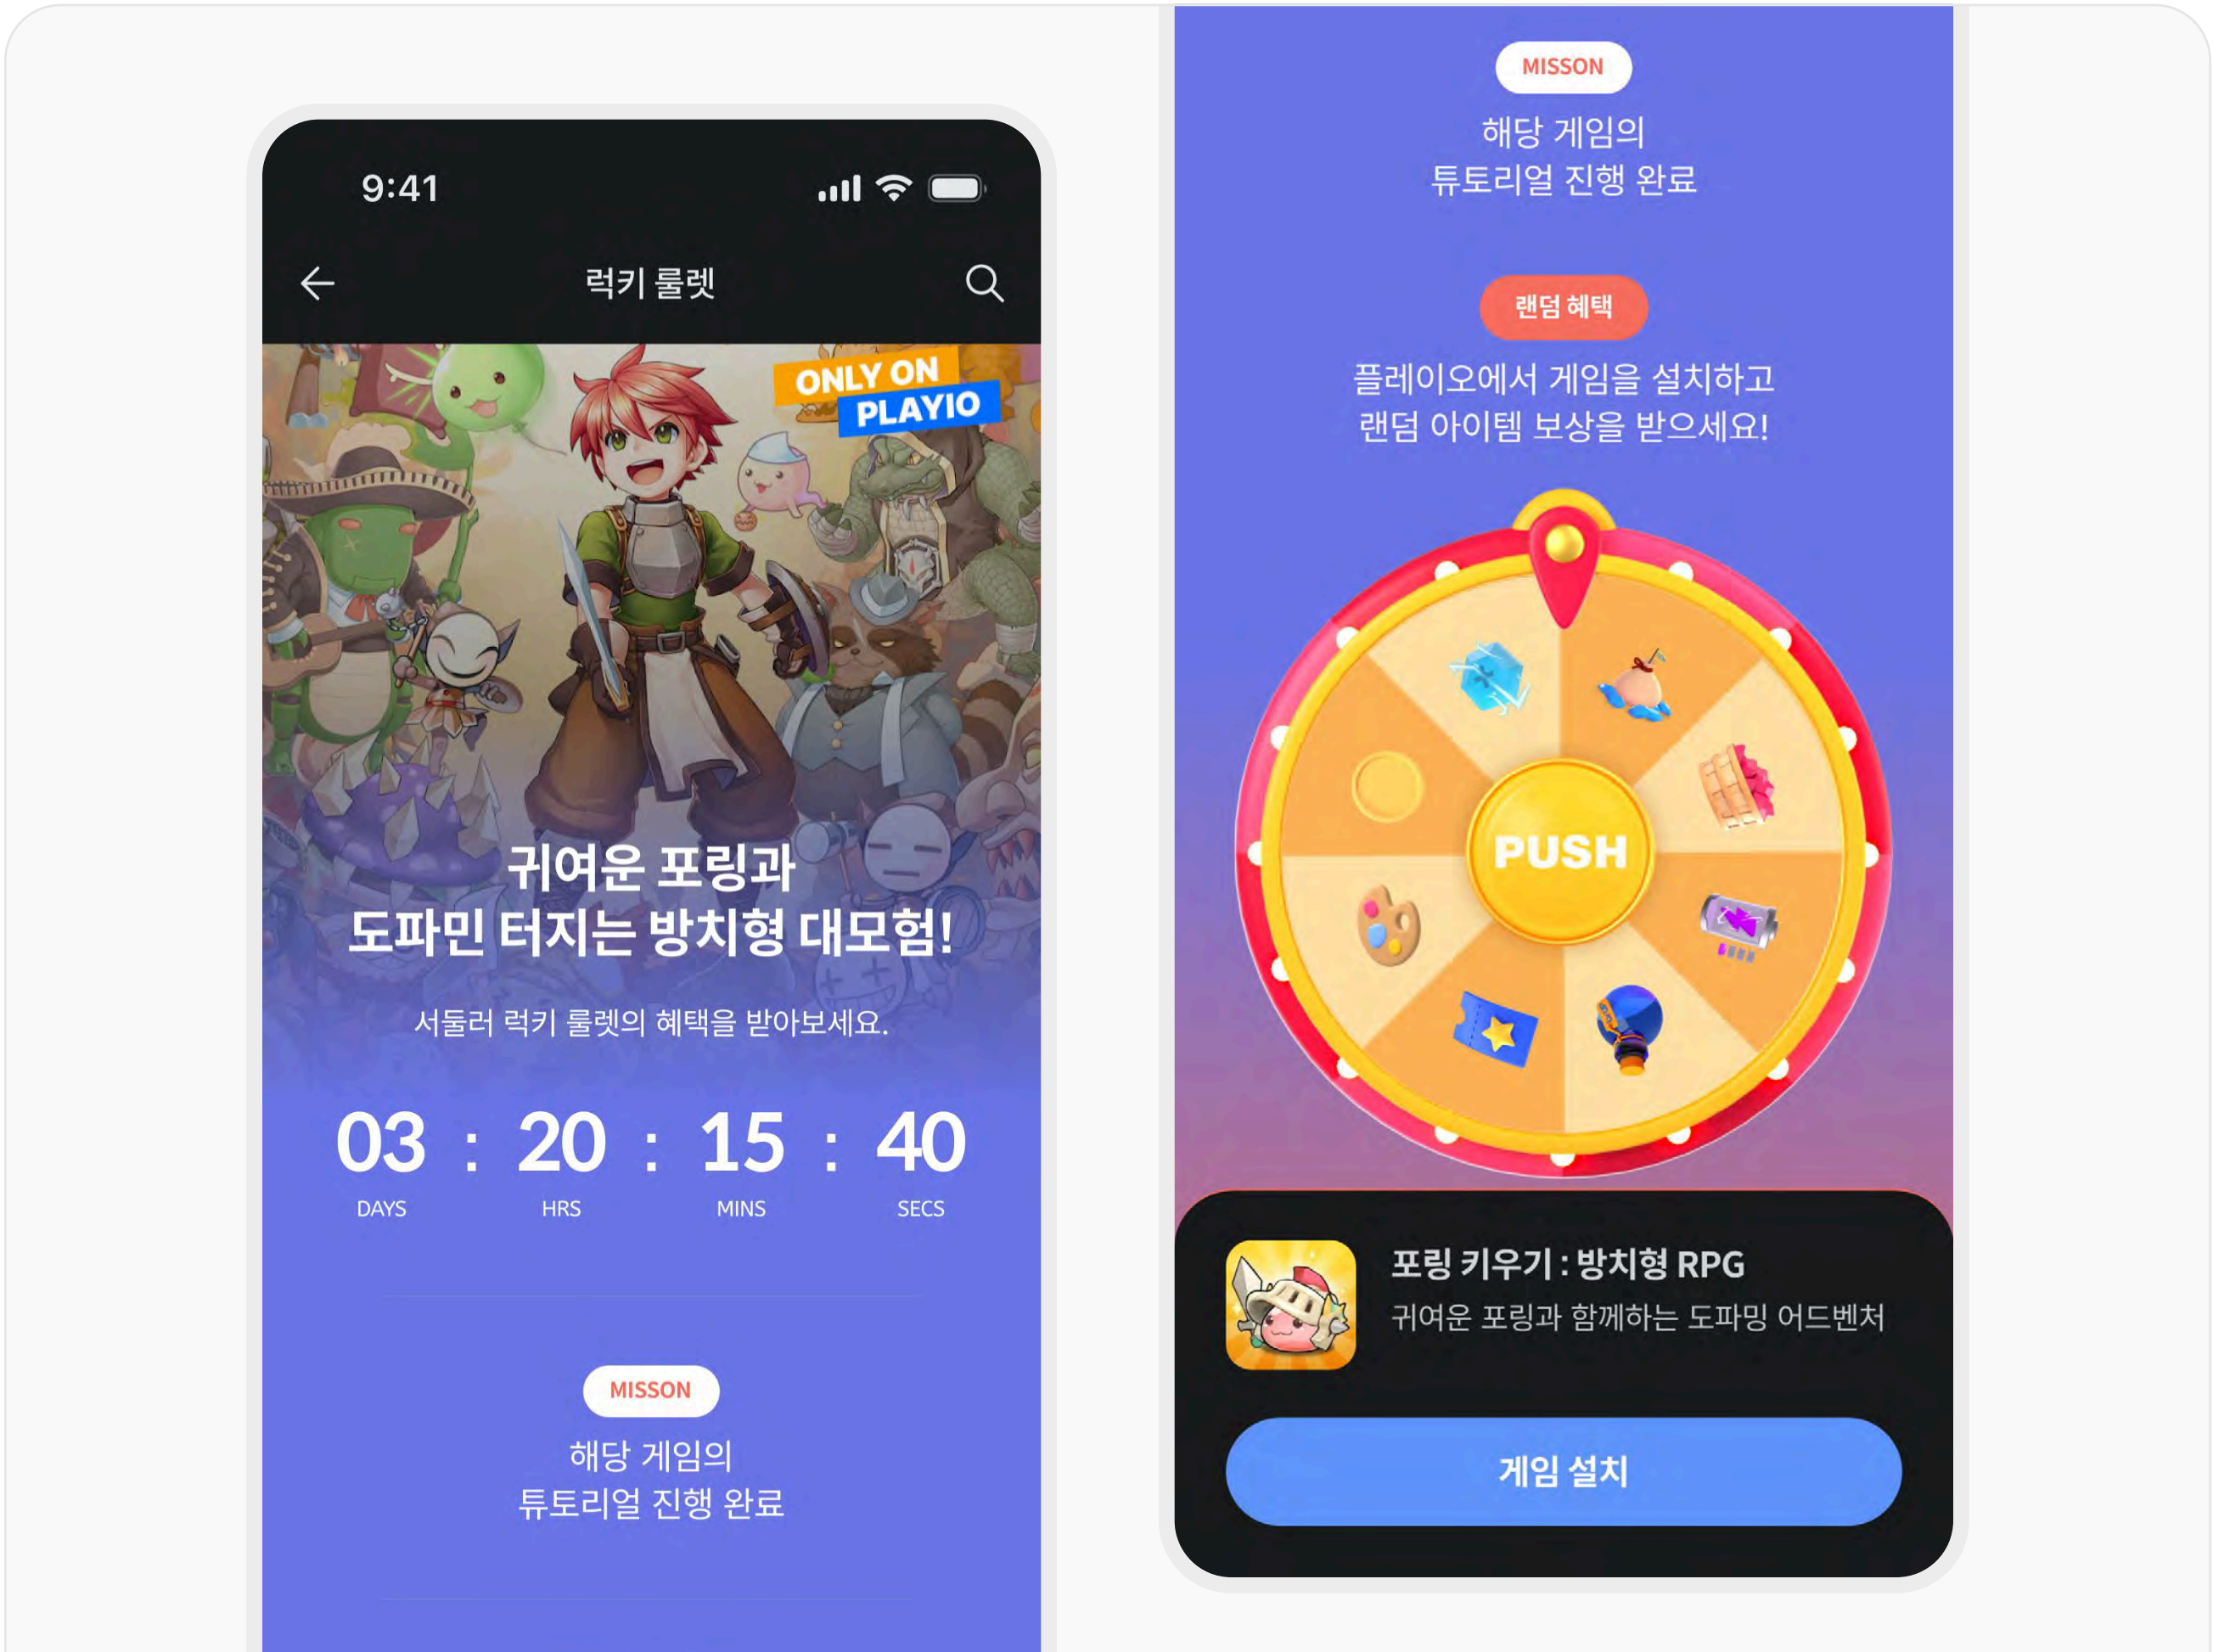 9:41
럭키 룰렛
ONLY ON
PLAYIO
귀여운 포링과
도파민 터지는 방치형 대모험!
서둘러 럭키 룰렛의 혜택을 받아보세요.
03 : 20 : 15 : 40
DAYS HRS MINS SECS
MISSON
해당 게임의
튜토리얼 진행 완료
MISSON
해당 게임의
튜토리얼 진행 완료
랜덤 혜택
플레이오에서 게임을 설치하고
랜덤 아이템 보상을 받으세요!
PUSH
포링 키우기 : 방치형 RPG
귀여운 포링과 함께하는 도파밍 어드벤처
게임 설치